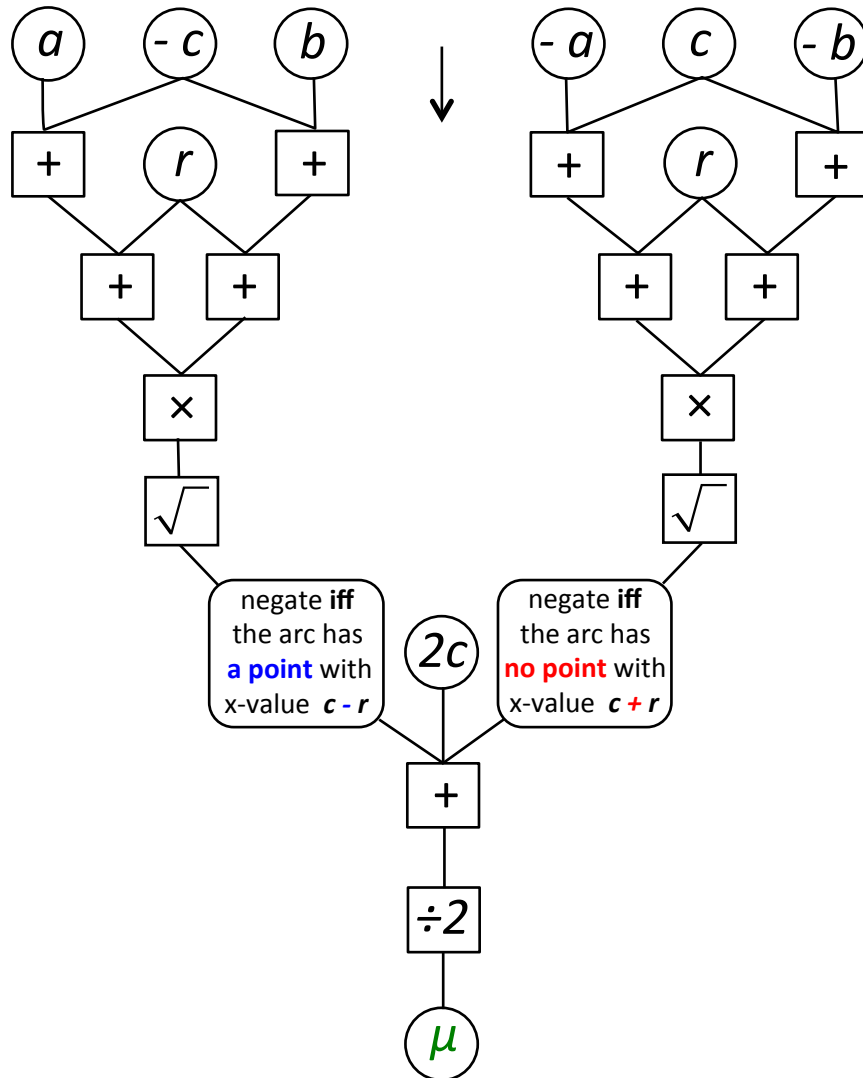 a - c b - a c - b
+ r + + r +
+ + + +
× ×
√ √
negate iff
the arc has
a point with
x-value c - r
2c
negate iff
the arc has
no point with
x-value c + r
+
÷2
μ